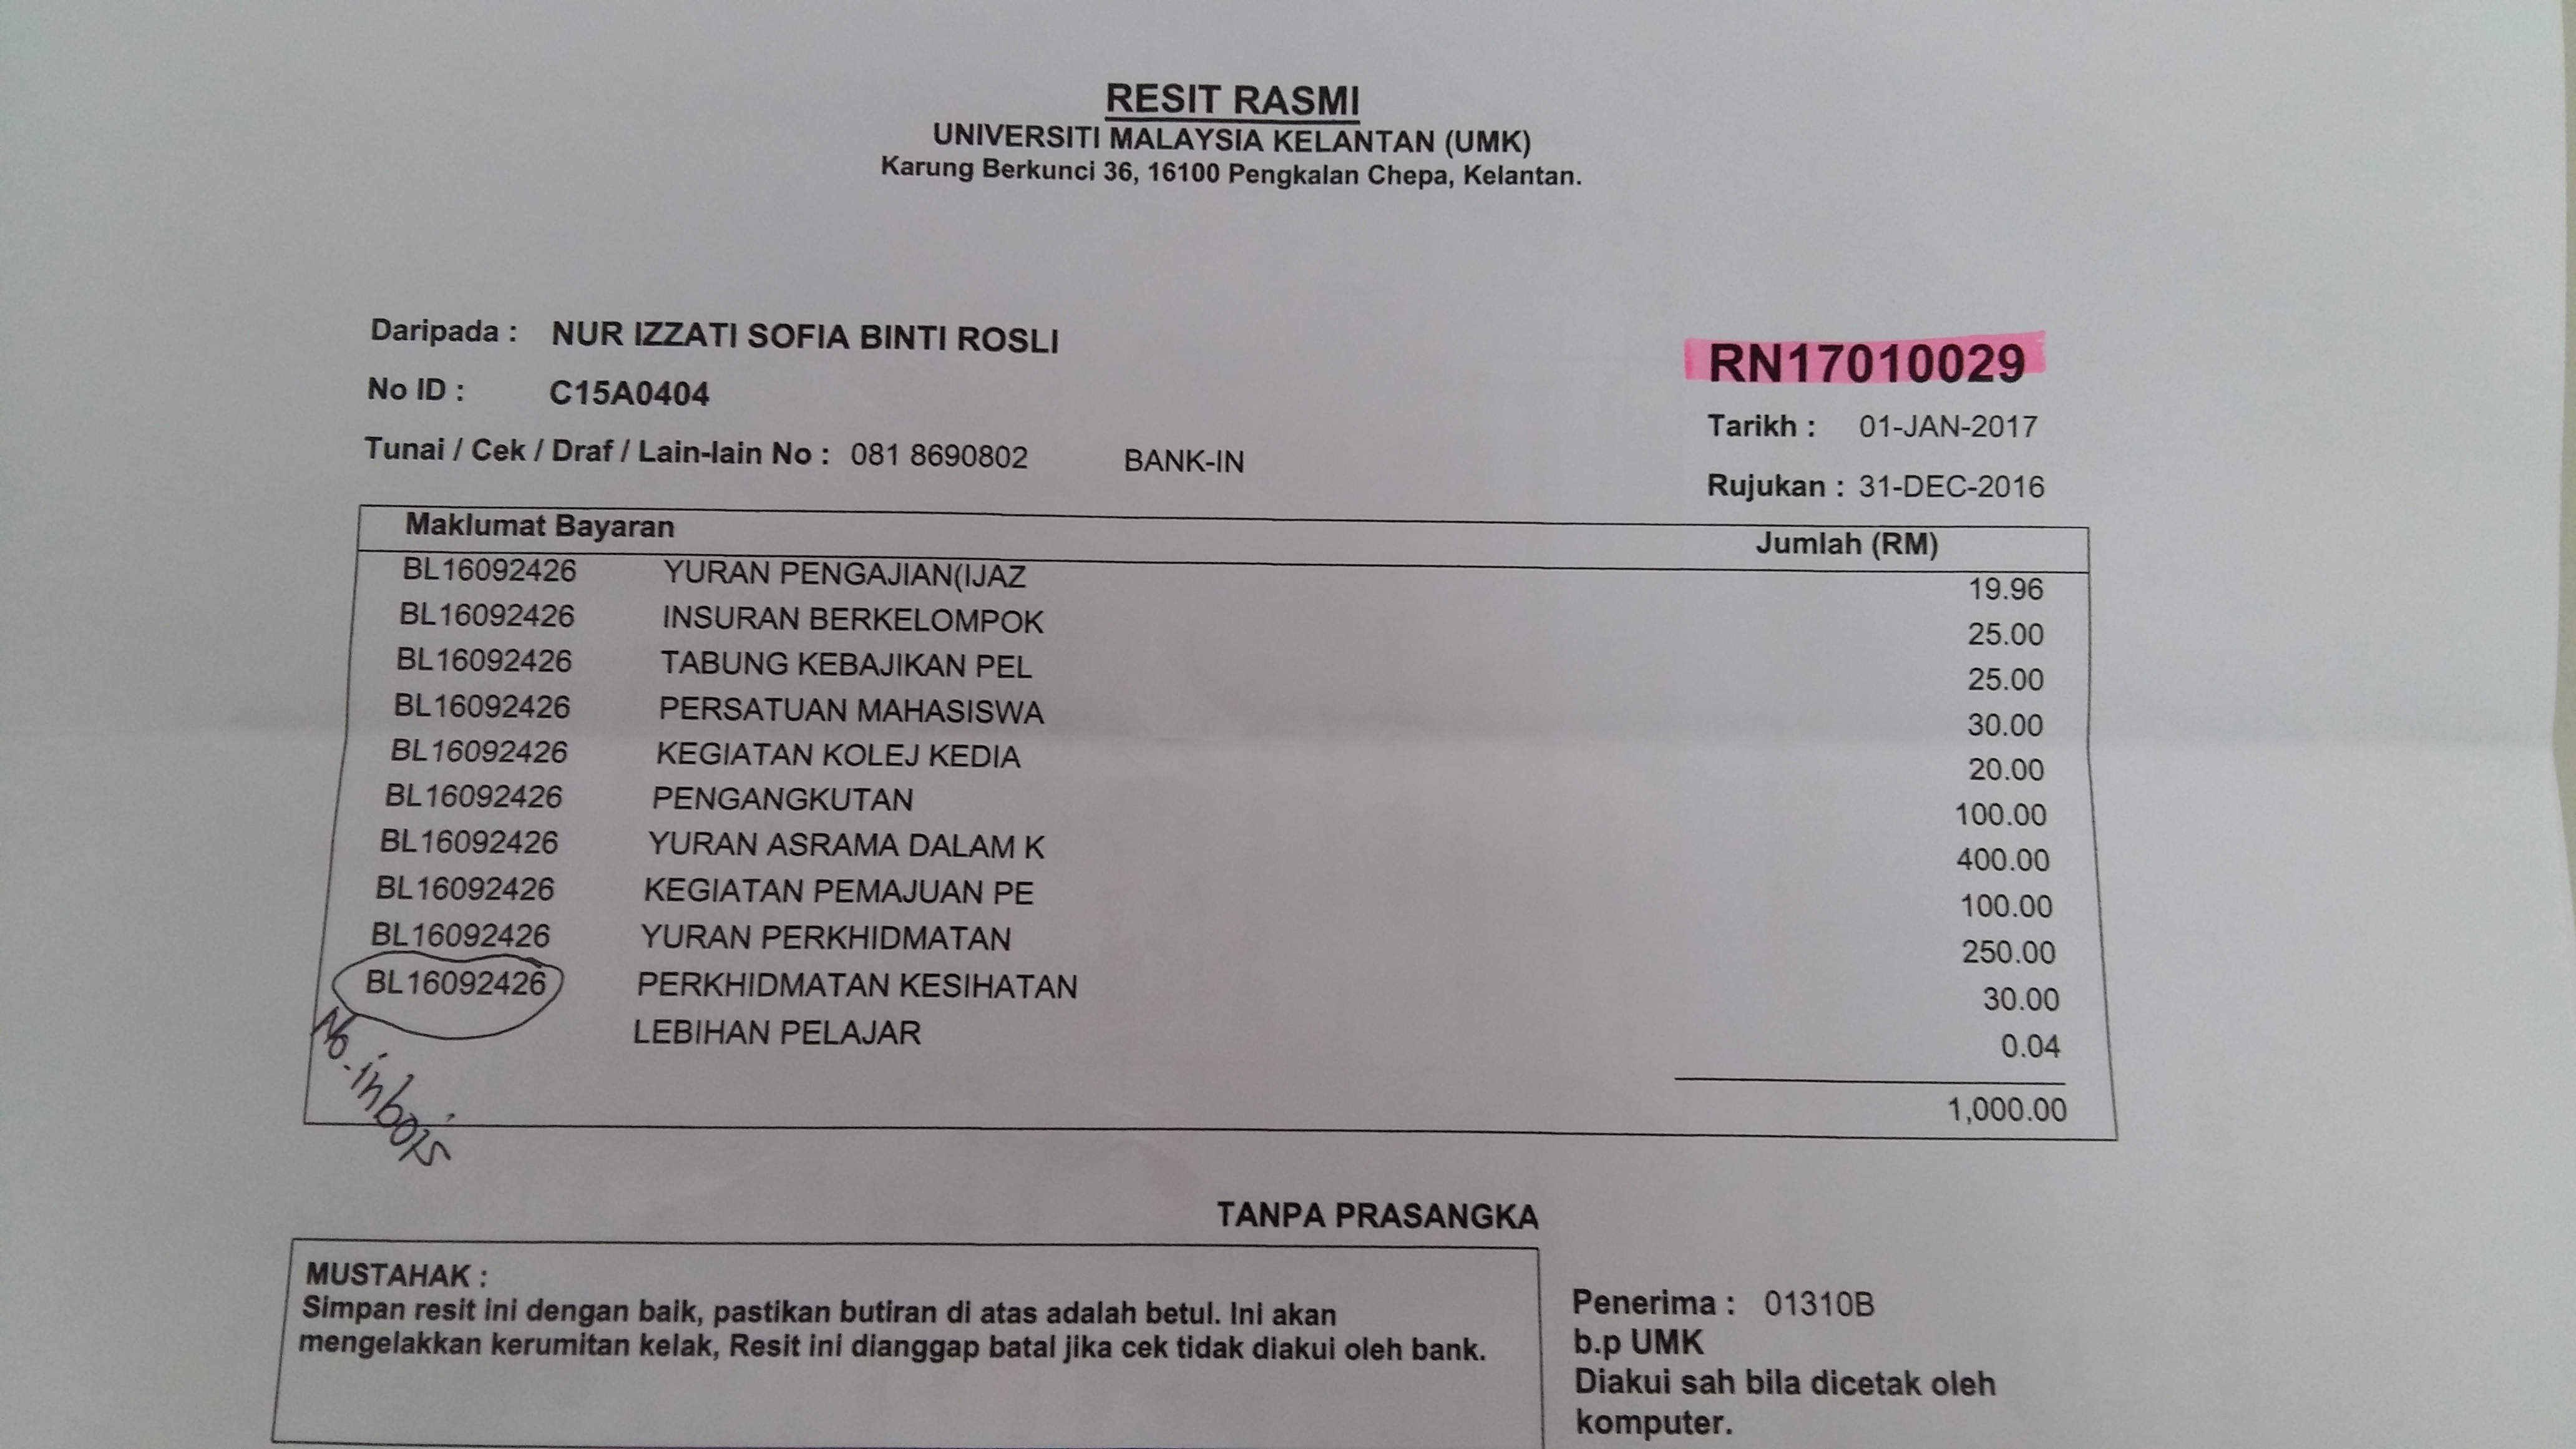 RESIT RASMI
UNIVERSITI MALAYSIA KELANTAN (UMK)
Karung Berkunci 36, 16100 Pengkalan Chepa, Kelantan.
Daripada : NUR IZZATI SOFIA BINTI ROSLI
RN17010029
No ID : C15A0404
Tarikh : 01-JAN-2017
Tunai / Cek / Draf / Lain-lain No : 081 8690802 BANK-IN
Rujukan : 31-DEC-2016
Maklumat Bayaran Jumlah (RM)
BL16092426 YURAN PENGAJIAN(IJAZ 19.96
BL16092426 INSURAN BERKELOMPOK 25.00
BL16092426 TABUNG KEBAJIKAN PEL 25.00
BL16092426 PERSATUAN MAHASISWA 30.00
BL16092426 KEGIATAN KOLEJ KEDIA 20.00
BL16092426 PENGANGKUTAN 100.00
BL16092426 YURAN ASRAMA DALAM K 400.00
BL16092426 KEGIATAN PEMAJUAN PE 100.00
BL16092426 YURAN PERKHIDMATAN 250.00
BL16092426 PERKHIDMATAN KESIHATAN 30.00
LEBIHAN PELAJAR 0.04
No. inbois
1,000.00
TANPA PRASANGKA
MUSTAHAK :
Simpan resit ini dengan baik, pastikan butiran di atas adalah betul. Ini akan
mengelakkan kerumitan kelak, Resit ini dianggap batal jika cek tidak diakui oleh bank.
Penerima : 01310B
b.p UMK
Diakui sah bila dicetak oleh
komputer.